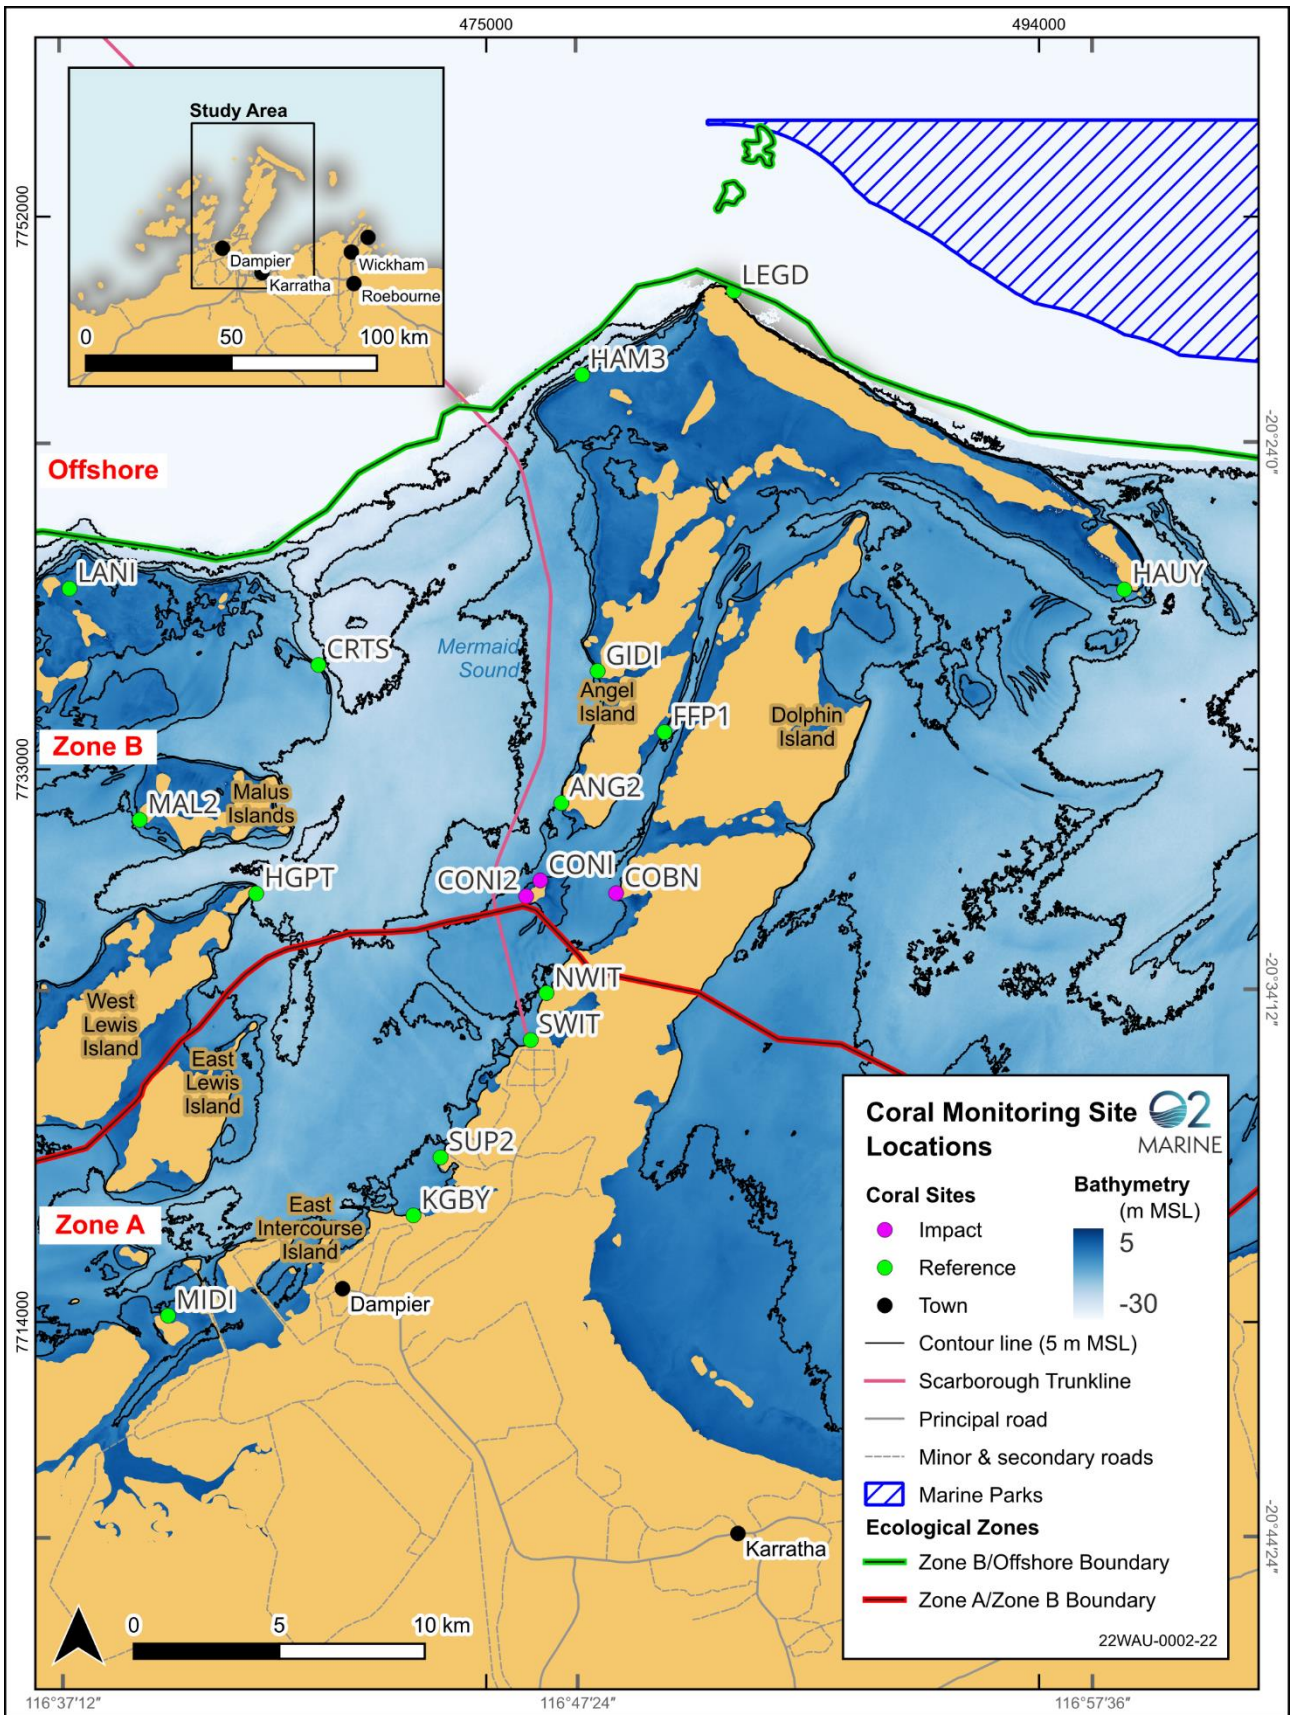 475000
494000
Study Area
Dampier
Karratha
Wickham
Roebourne
0
50
100 km
7752000
LEGD
HAM3
Offshore
-20°24'0"
LANI
HAUY
CRTS
Mermaid
Sound
GIDI
Angel
Island
FFP1
Dolphin
Island
Zone B
7733000
ANG2
MAL2
Malus
Islands
HGPT
CONI
CONI2
COBN
NWIT
-20°34'12"
SWIT
West
Lewis
Island
East
Lewis
Island
SUP2
KGBY
East
Intercourse
Island
Zone A
MIDI
Dampier
7714000
Karratha
-20°44'24"
Coral Monitoring Site
Locations
O2
MARINE
Coral Sites
Impact
Reference
Town
Bathymetry
(m MSL)
5
-30
Contour line (5 m MSL)
Scarborough Trunkline
Principal road
Minor & secondary roads
Marine Parks
Ecological Zones
Zone B/Offshore Boundary
Zone A/Zone B Boundary
22WAU-0002-22
0
5
10 km
116°37'12"
116°47'24"
116°57'36"